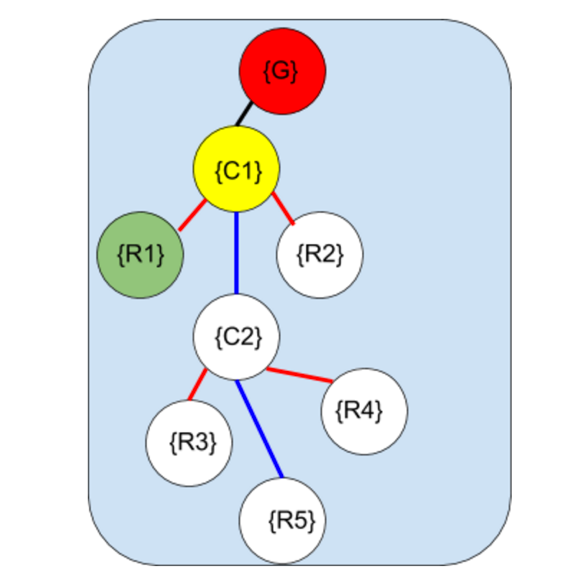 {G}
{C1}
{R1}
{R2}
{C2}
{R4}
{R3}
{R5}